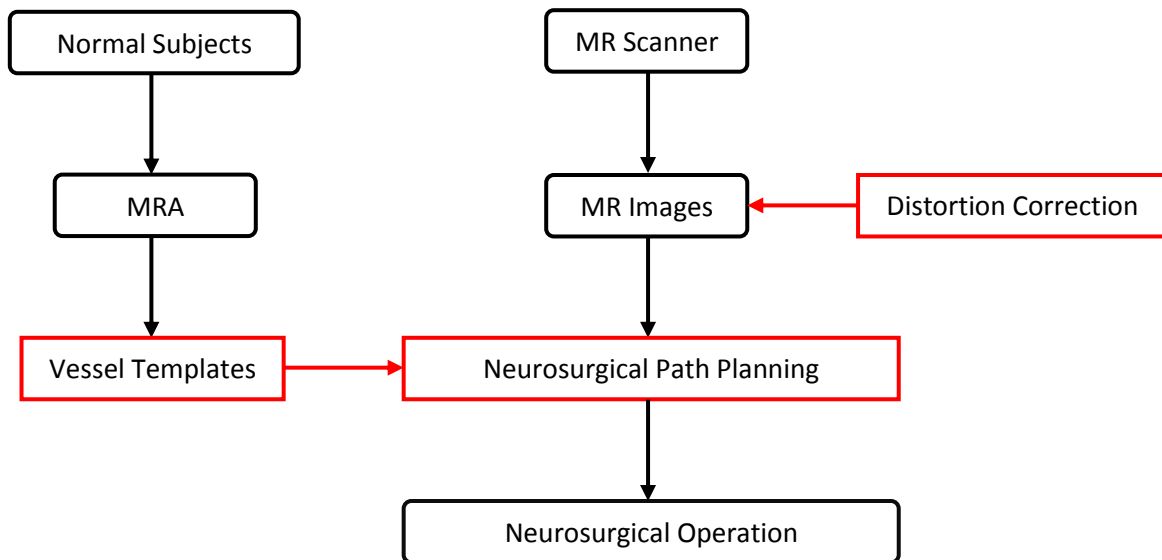 Normal Subjects
MR Scanner
MRA
MR Images
Distortion Correction
Vessel Templates
Neurosurgical Path Planning
Neurosurgical Operation